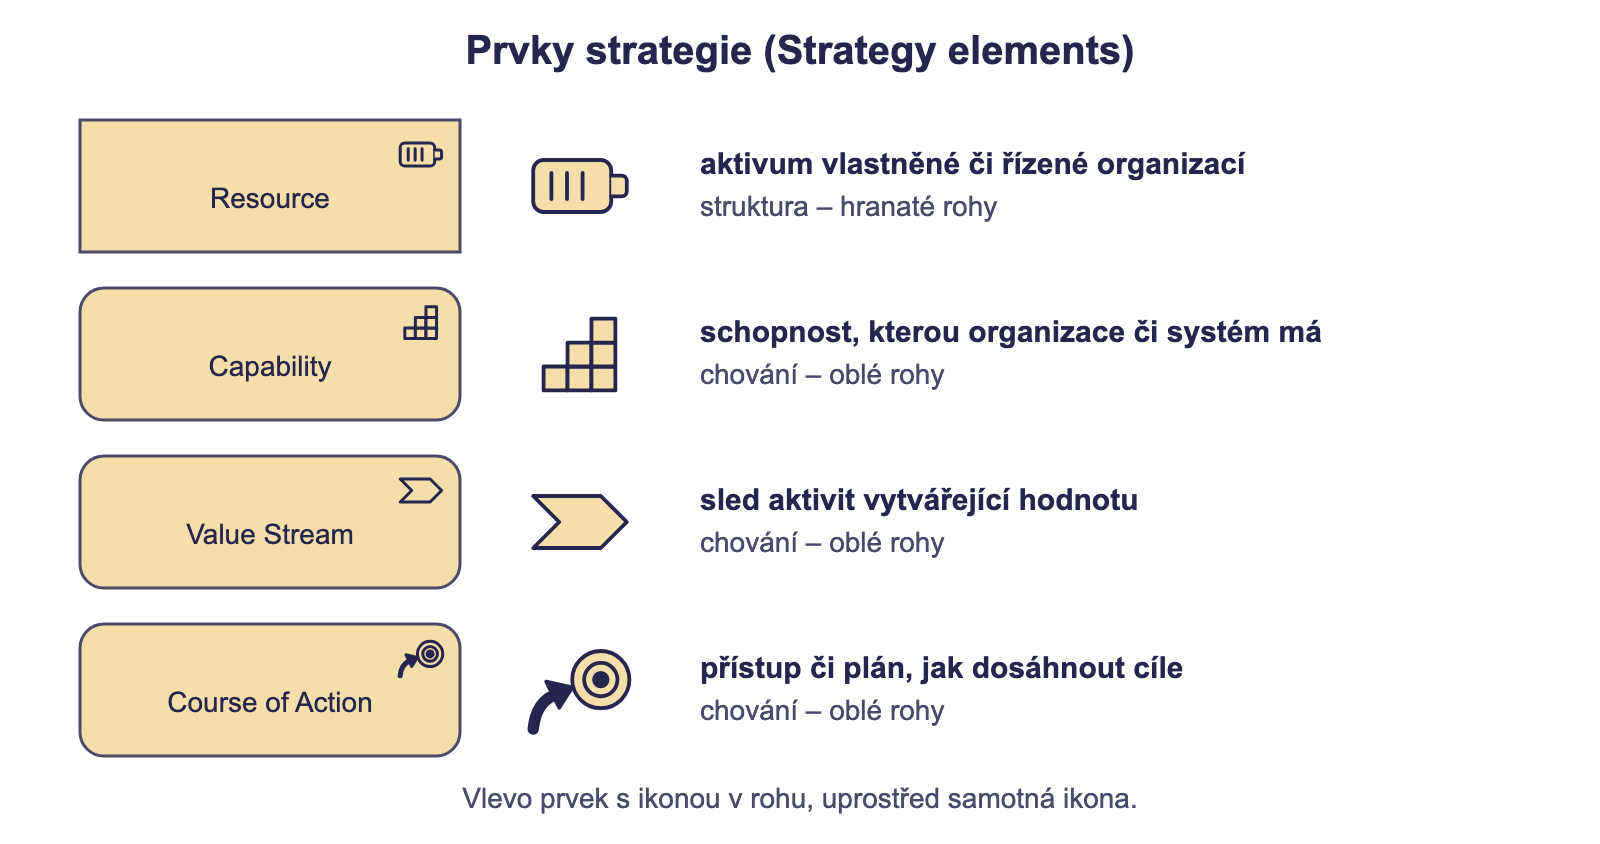 Prvky strategie (Strategy elements)
Resource
aktivum vlastněné či řízené organizací
struktura – hranaté rohy
Capability
schopnost, kterou organizace či systém má
chování – oblé rohy
Value Stream
sled aktivit vytvářející hodnotu
chování – oblé rohy
Course of Action
přístup či plán, jak dosáhnout cíle
chování – oblé rohy
Vlevo prvek s ikonou v rohu, uprostřed samotná ikona.